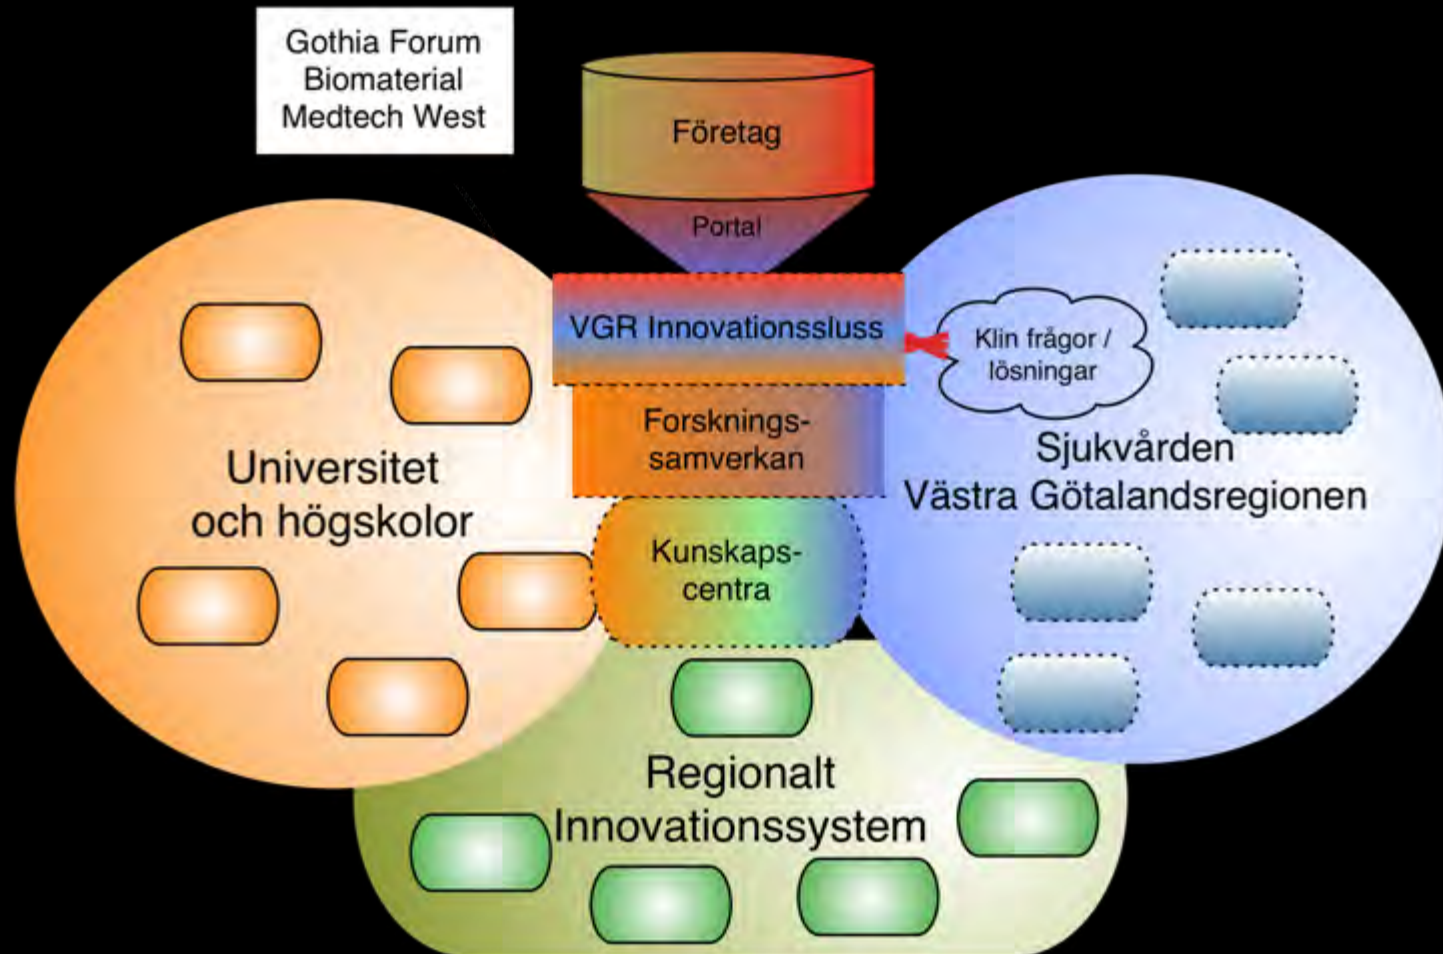 Gothia Forum
Biomaterial
Medtech West
Företag
Portal
VGR Innovationssluss
Klin frågor /
lösningar
Forsknings-
samverkan
Universitet
och högskolor
Sjukvården
Västra Götalandsregionen
Kunskaps-
centra
Regionalt
Innovationssystem